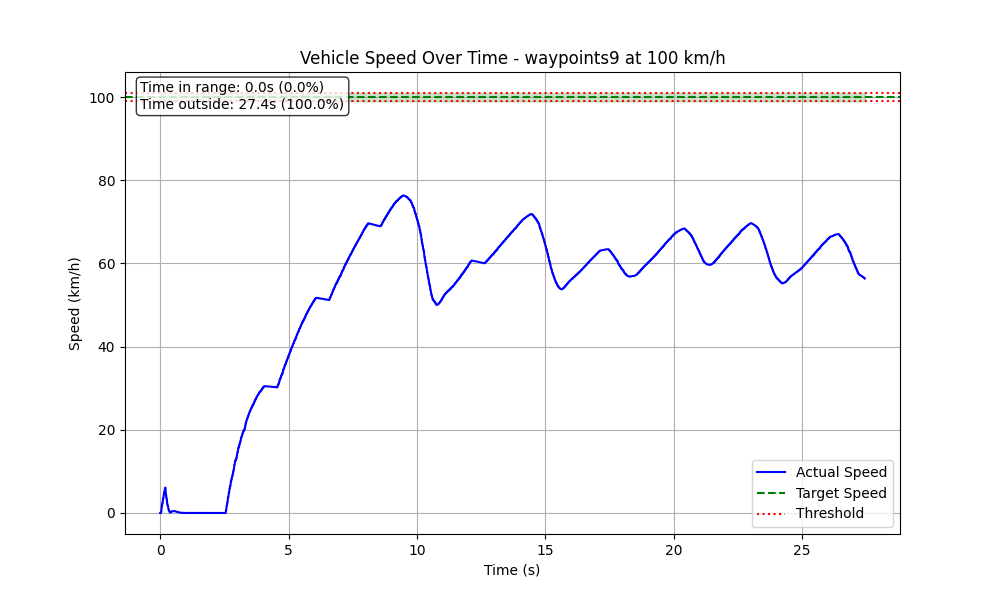 Vehicle Speed Over Time - waypoints9 at 100 km/h
Time in range: 0.0s (0.0%)
Time outside: 27.4s (100.0%)
100
80
60
40
20
0
Speed (km/h)
Actual Speed
Target Speed
Threshold
0 5 10 15 20 25
Time (s)